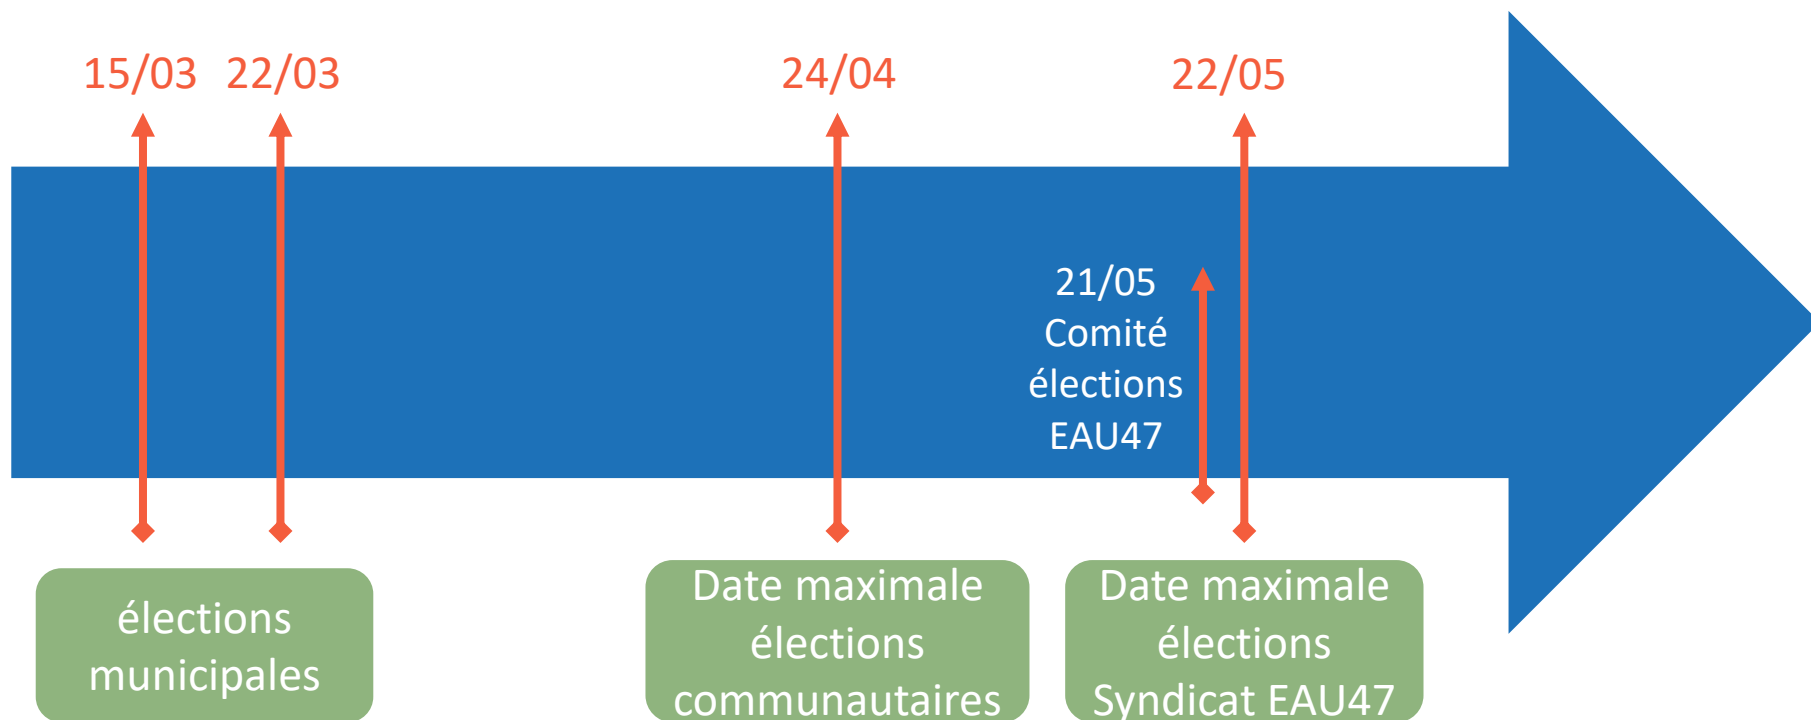 15/03 22/03 24/04 22/05
21/05
Comité
élections
EAU47
élections
municipales
Date maximale
élections
communautaires
Date maximale
élections
Syndicat EAU47